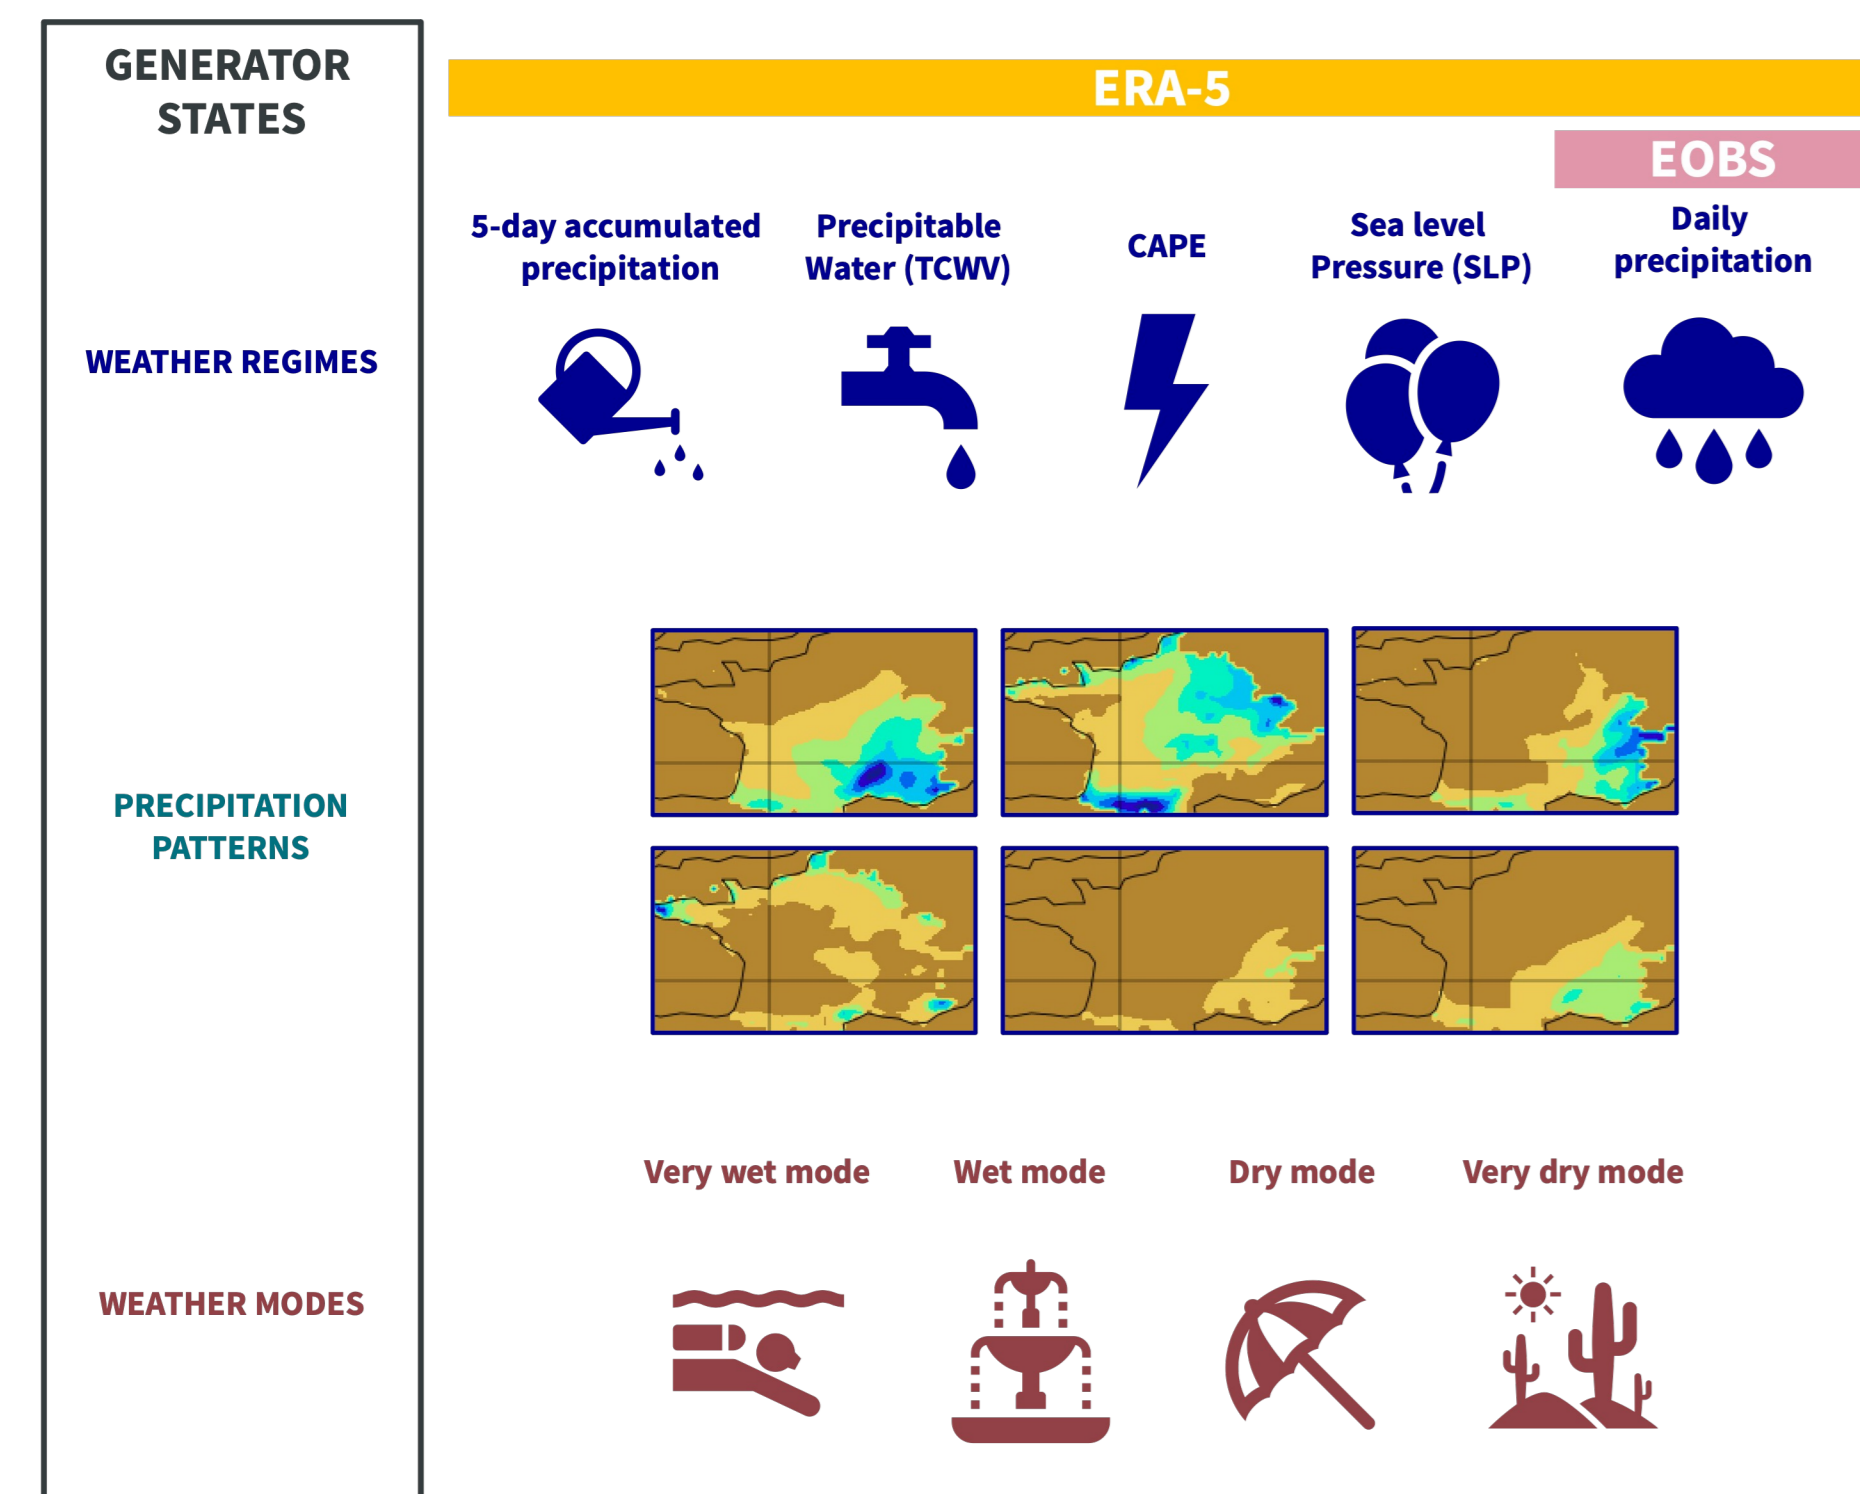 GENERATOR
STATES
ERA-5
EOBS
5-day accumulated
precipitation
Precipitable
Water (TCWV)
CAPE
Sea level
Pressure (SLP)
Daily
precipitation
WEATHER REGIMES
PRECIPITATION
PATTERNS
Very wet mode
Wet mode
Dry mode
Very dry mode
WEATHER MODES